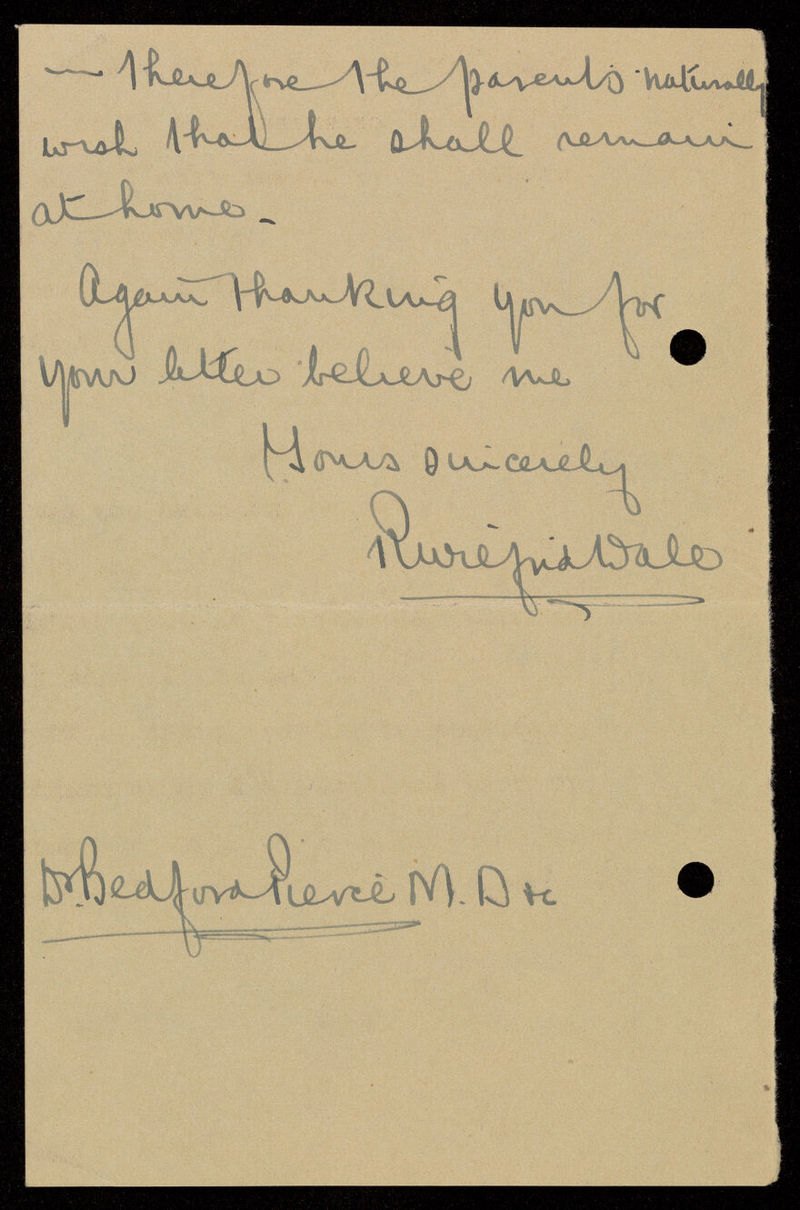 — therefore the parents naturally
wish that he shall remain
at home -
Again thanking you for
your letter believe me
Yours sincerely
Dr. Bedford Pierce M.D &c